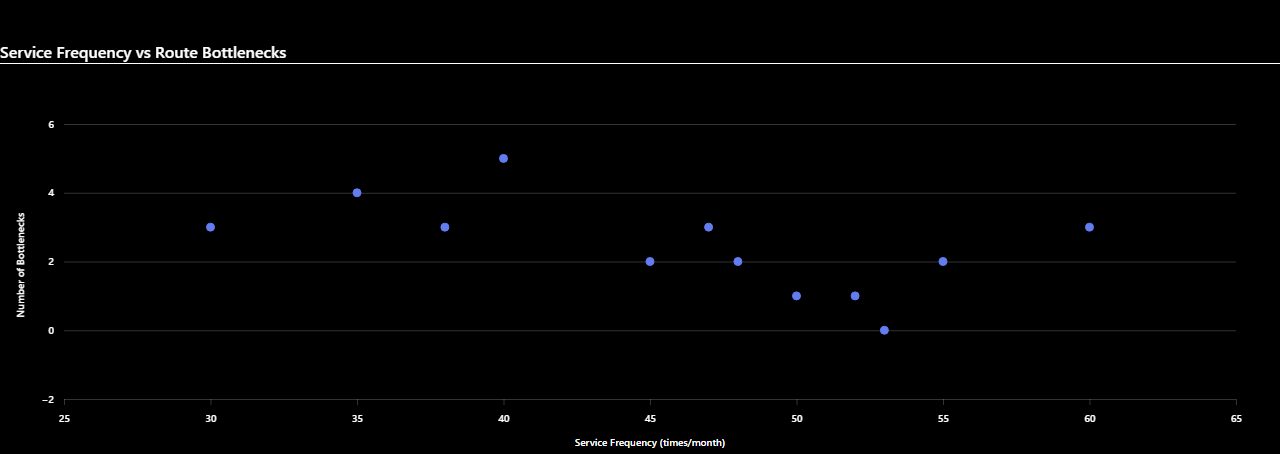 Service Frequency vs Route Bottlenecks
6
4
2
0
−2
Number of Bottlenecks
25 30 35 40 45 50 55 60 65
Service Frequency (times/month)